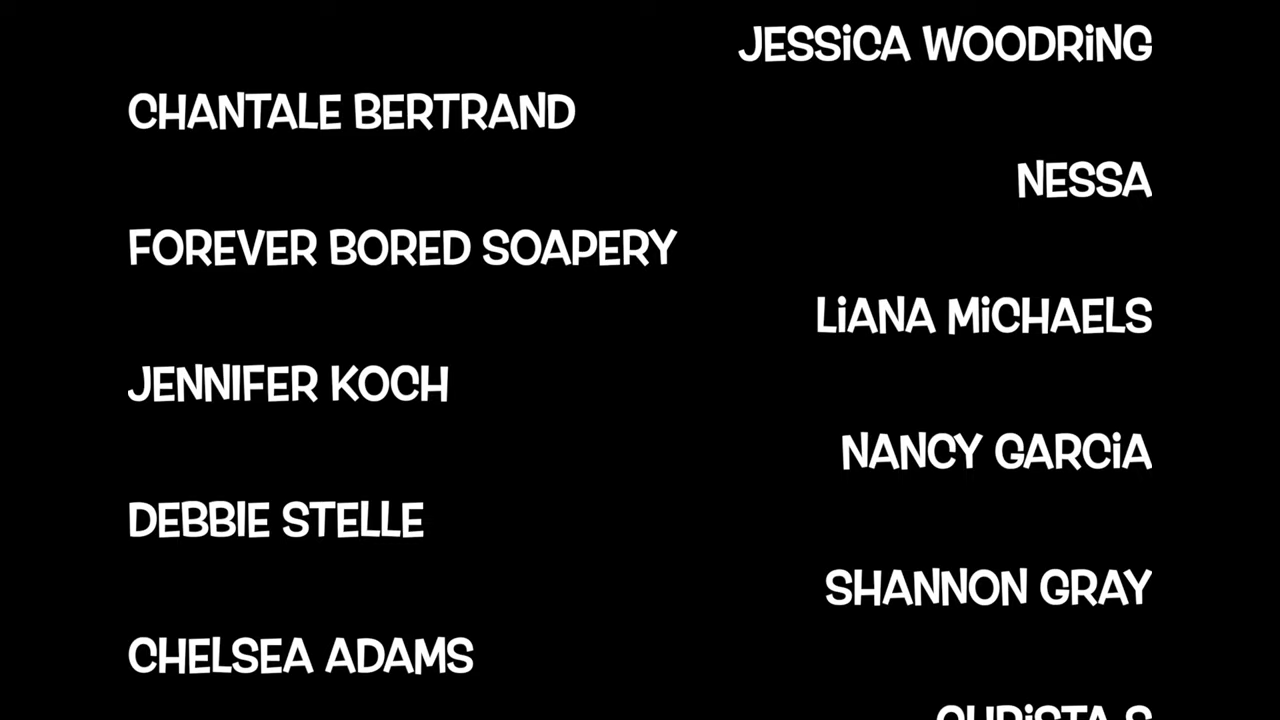 JESSiCA WOODRiNG
CHANTALE BERTRAND
NESSA
FOREVER BORED SOAPERY
LiANA MiCHAELS
JENNIFER KOCH
NANCY GARCiA
DEBBIE STELLE
SHANNON GRAY
CHELSEA ADAMS
CHRiSTA S